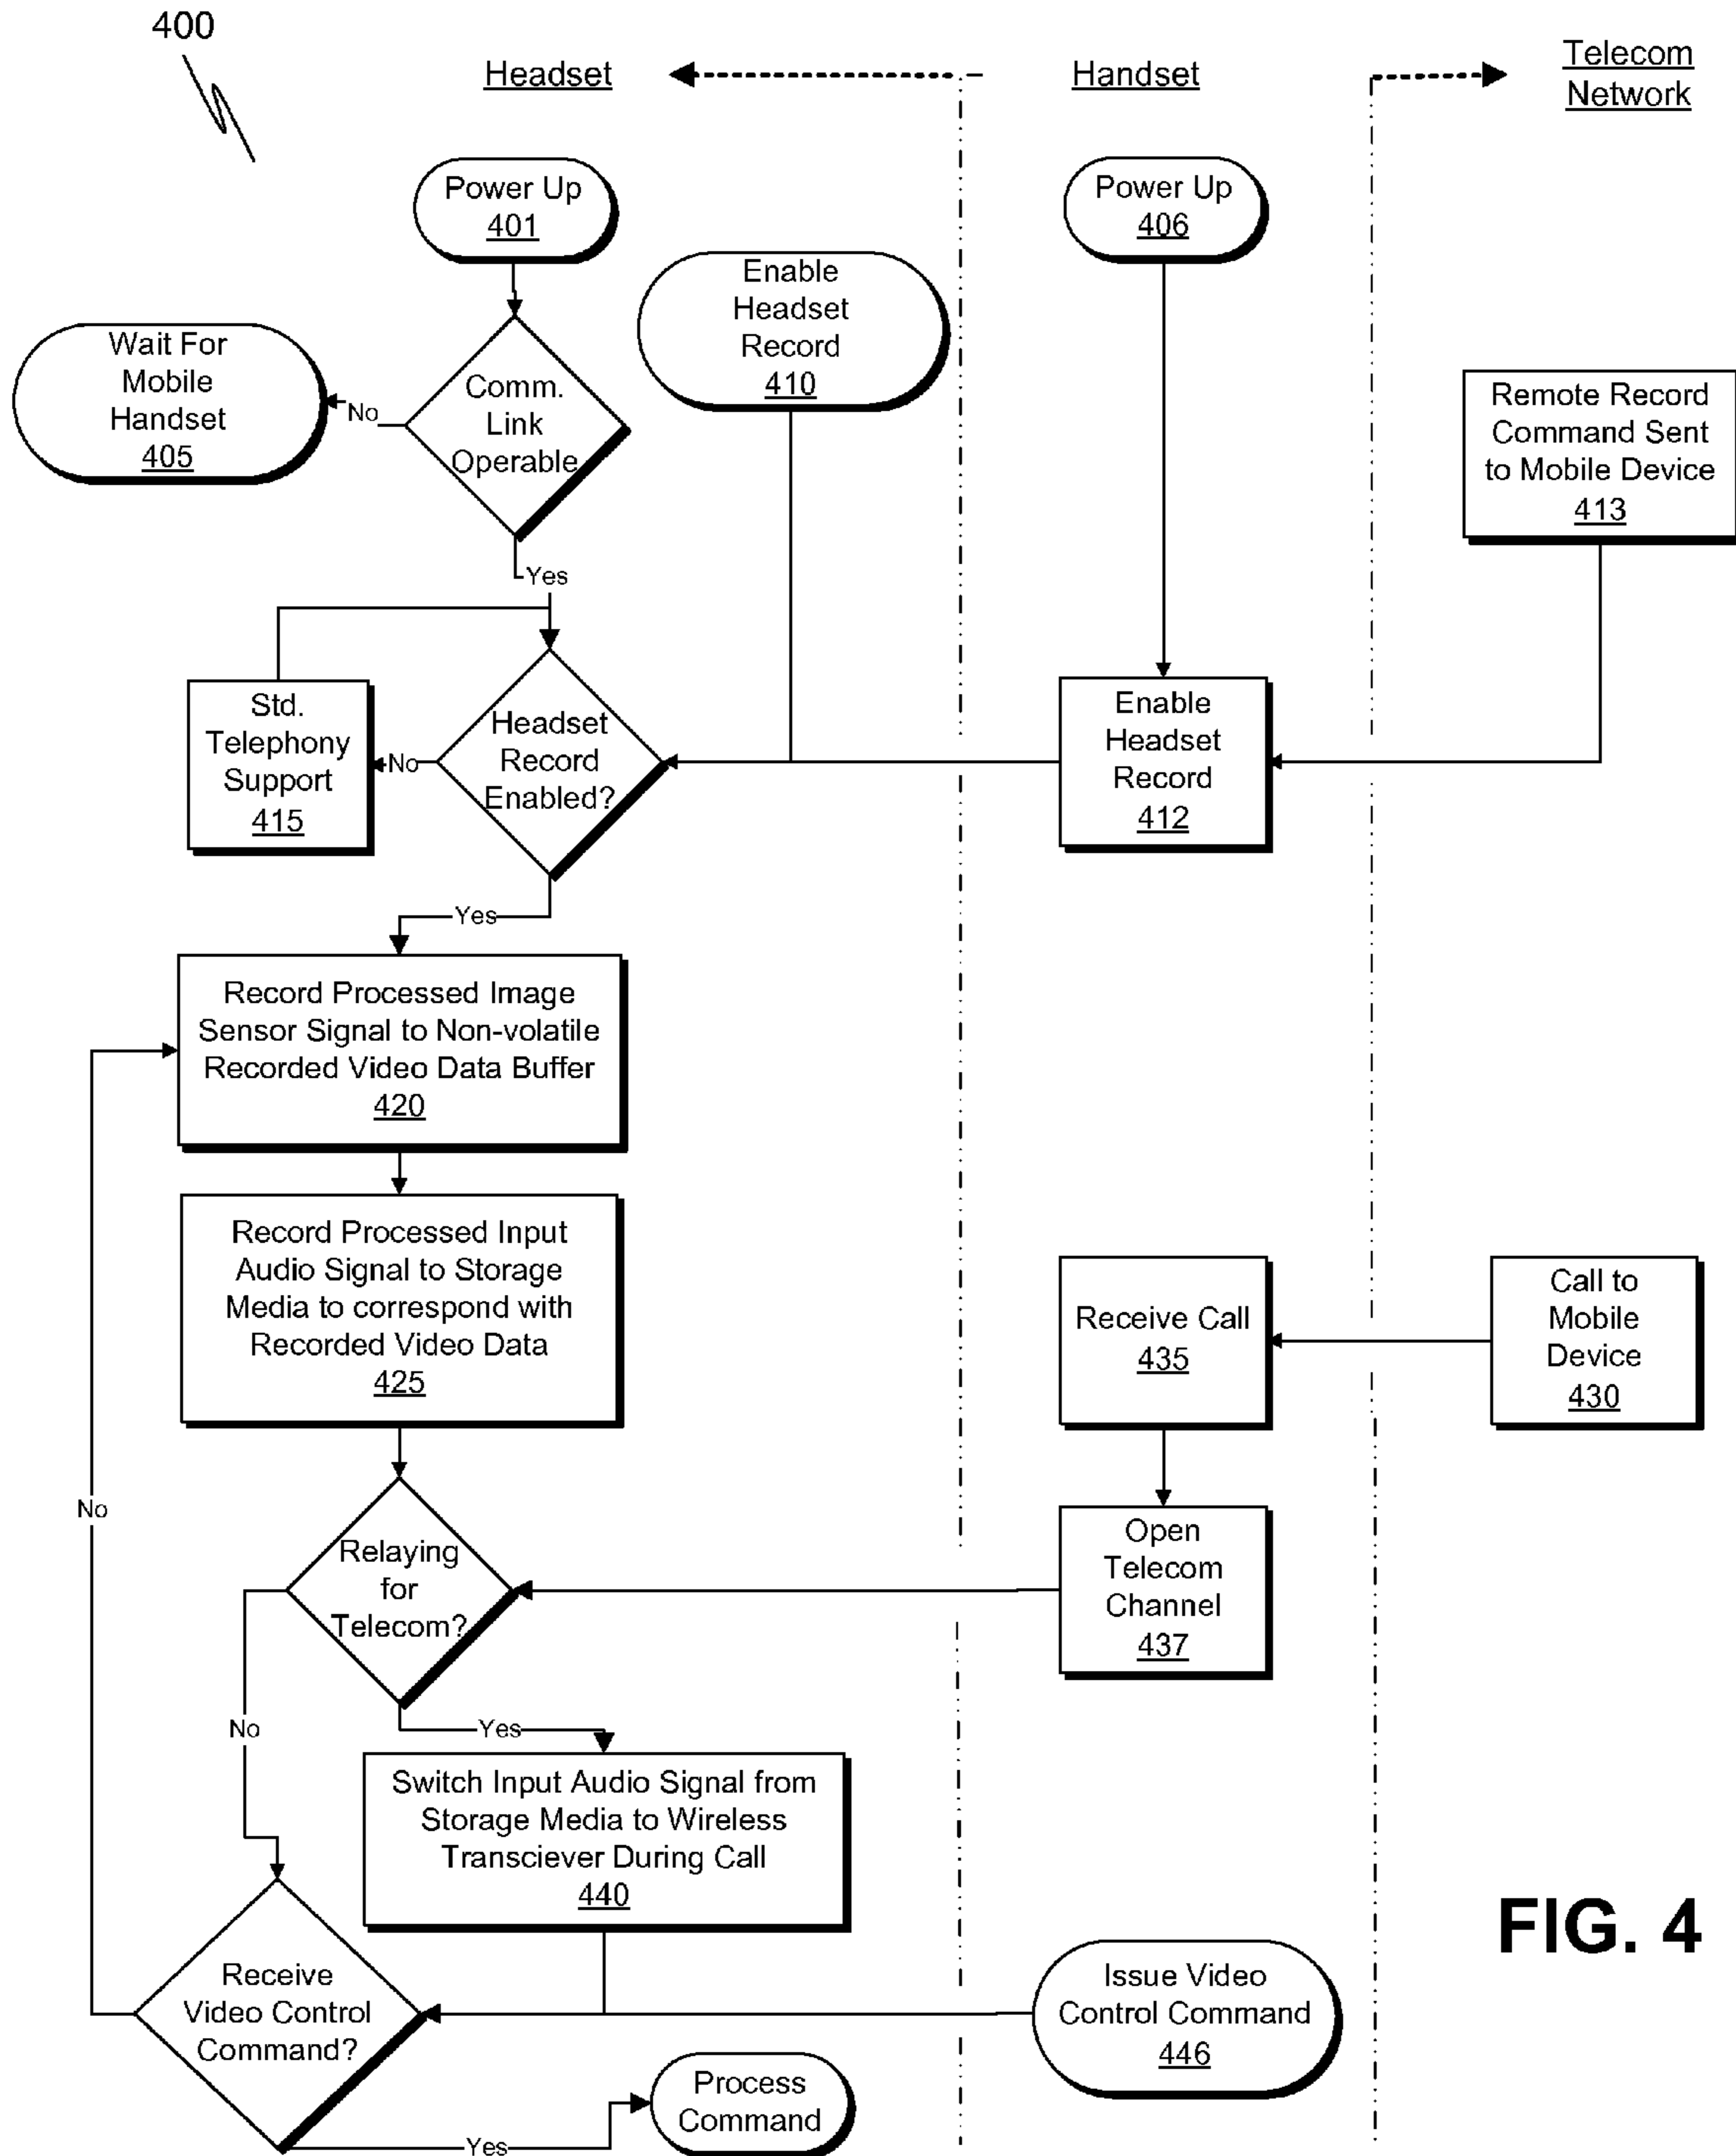 400
Headset
Handset
Telecom
Network
Power Up
401
Power Up
406
Enable
Headset
Record
410
Wait For
Mobile
Handset
405
Comm.
Link
Operable
No
Remote Record
Command Sent
to Mobile Device
413
Yes
Std.
Telephony
Support
415
No
Headset
Record
Enabled?
Enable
Headset
Record
412
Yes
Record Processed Image
Sensor Signal to Non-volatile
Recorded Video Data Buffer
420
Record Processed Input
Audio Signal to Storage
Media to correspond with
Recorded Video Data
425
Receive Call
435
Call to
Mobile
Device
430
No
Relaying
for
Telecom?
Open
Telecom
Channel
437
No
Yes
Switch Input Audio Signal from
Storage Media to Wireless
Transciever During Call
440
FIG. 4
Receive
Video Control
Command?
Issue Video
Control Command
446
Process
Command
Yes